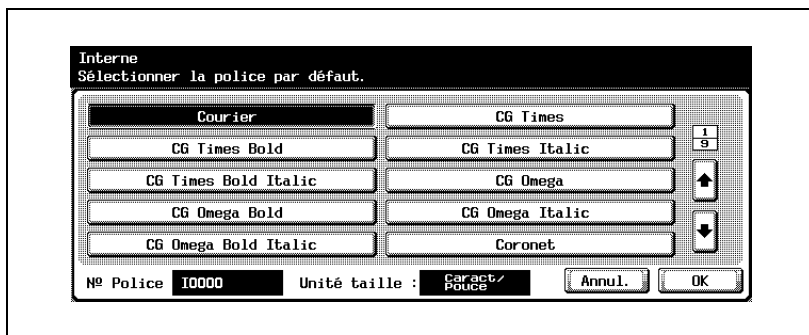 Interne
Sélectionner la police par défaut.
Courier
CG Times
CG Times Bold
CG Times Italic
CG Times Bold Italic
CG Omega
CG Omega Bold
CG Omega Italic
CG Omega Bold Italic
Coronet
1
9
Nº Police I0000 Unité taille : Caract/
Pouce
Annul. OK